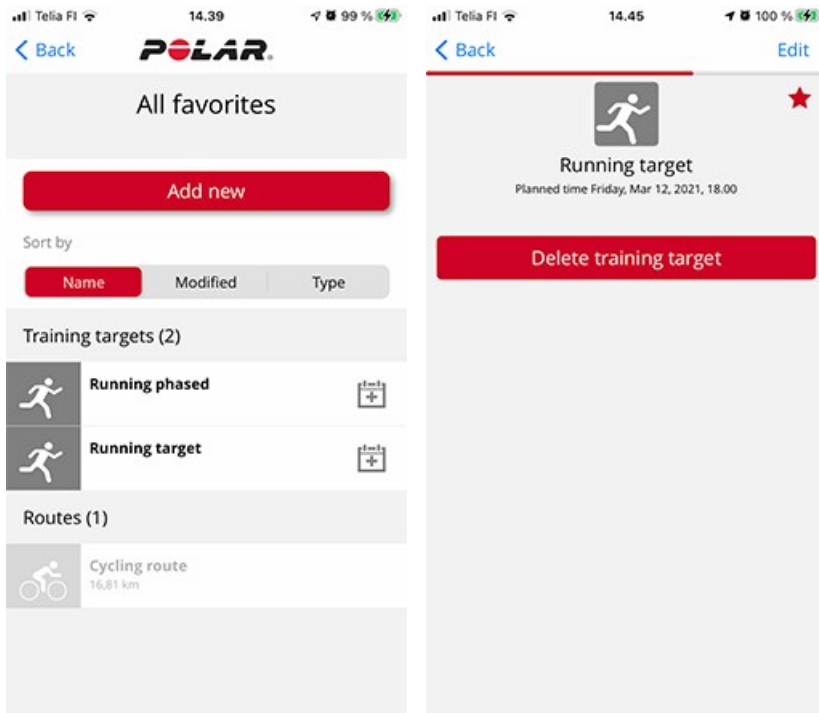 Telia FI 14.39 99 %
Back POLAR.
All favorites
Add new
Sort by
Name Modified Type
Training targets (2)
Running phased
Running target
Routes (1)
Cycling route
16,81 km
Telia FI 14.45 100 %
Back Edit
Running target
Planned time Friday, Mar 12, 2021, 18.00
Delete training target